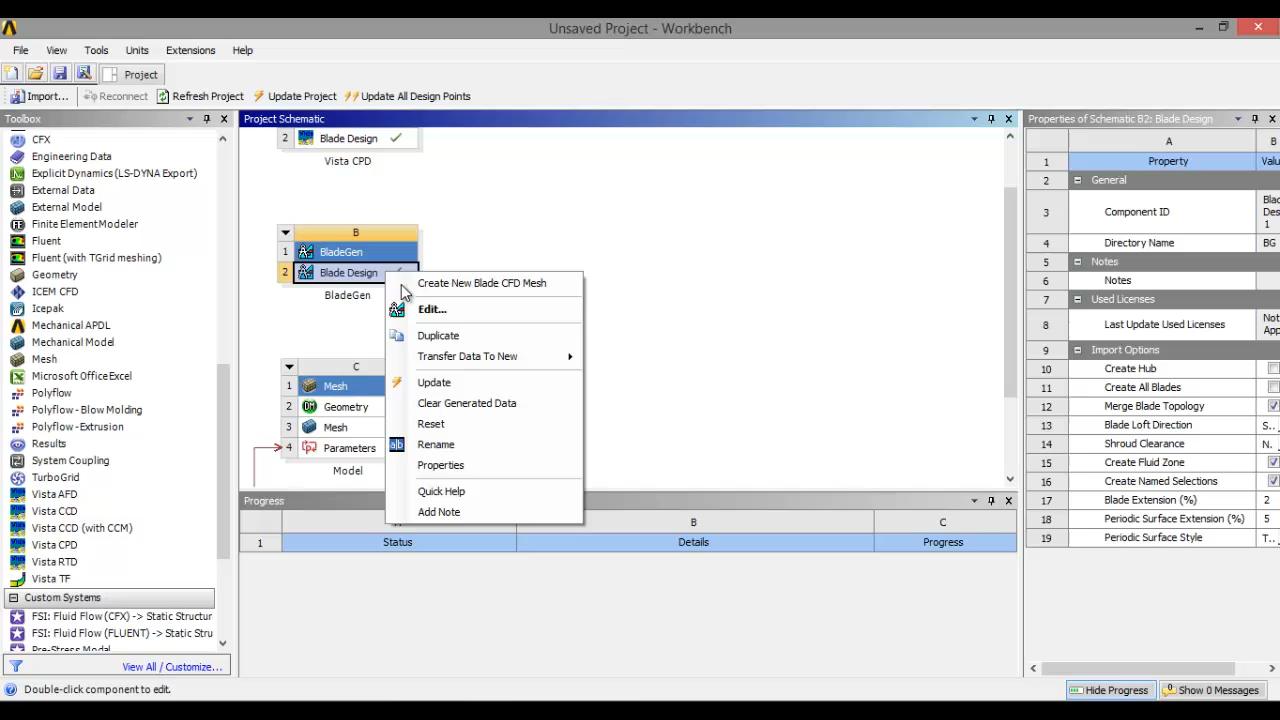 Unsaved Project - Workbench
File View Tools Units Extensions Help
Project
Import... Reconnect Refresh Project Update Project Update All Design Points
Toolbox
CFX
Engineering Data
Explicit Dynamics (LS-DYNA Export)
External Data
External Model
Finite Element Modeler
Fluent
Fluent (with TGrid meshing)
Geometry
ICEM CFD
Icepak
Mechanical APDL
Mechanical Model
Mesh
Microsoft Office Excel
Polyflow
Polyflow - Blow Molding
Polyflow - Extrusion
Results
System Coupling
TurboGrid
Vista AFD
Vista CCD
Vista CCD (with CCM)
Vista CPD
Vista RTD
Vista TF
Custom Systems
FSI: Fluid Flow (CFX) -> Static Structur
FSI: Fluid Flow (FLUENT) -> Static Stru
Pre-Stress Modal
View All / Customize...
Project Schematic
2 Blade Design
Vista CPD
B
1 BladeGen
2 Blade Design
BladeGen
C
1 Mesh
2 Geometry
3 Mesh
4 Parameters
Model
Create New Blade CFD Mesh
Edit...
Duplicate
Transfer Data To New
Update
Clear Generated Data
Reset
Rename
Properties
Quick Help
Add Note
Progress
B C
1 Status Details Progress
Properties of Schematic B2: Blade Design
A B
1 Property Valu
2 General
3 Component ID Blac Des 1
4 Directory Name BG
5 Notes
6 Notes
7 Used Licenses
8 Last Update Used Licenses Not App
9 Import Options
10 Create Hub
11 Create All Blades
12 Merge Blade Topology
13 Blade Loft Direction S..
14 Shroud Clearance N.
15 Create Fluid Zone
16 Create Named Selections
17 Blade Extension (%) 2
18 Periodic Surface Extension (%) 5
19 Periodic Surface Style T..
Double-click component to edit.
Hide Progress 0 Show 0 Messages